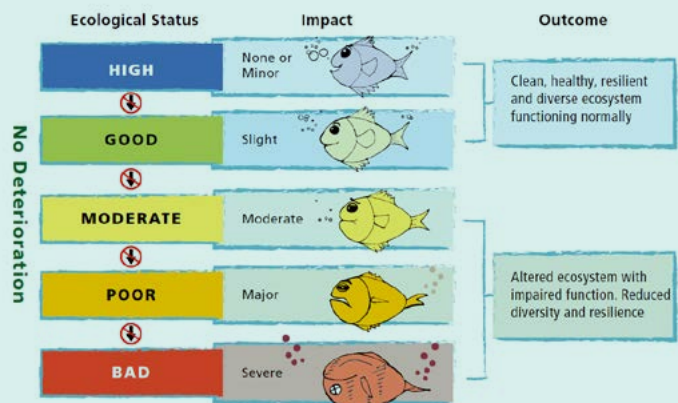 Ecological Status
Impact
Outcome
No Deterioration
HIGH
None or
Minor
Clean, healthy, resilient
and diverse ecosystem
functioning normally
GOOD
Slight
MODERATE
Moderate
POOR
Major
Altered ecosystem with
impaired function. Reduced
diversity and resilience
BAD
Severe